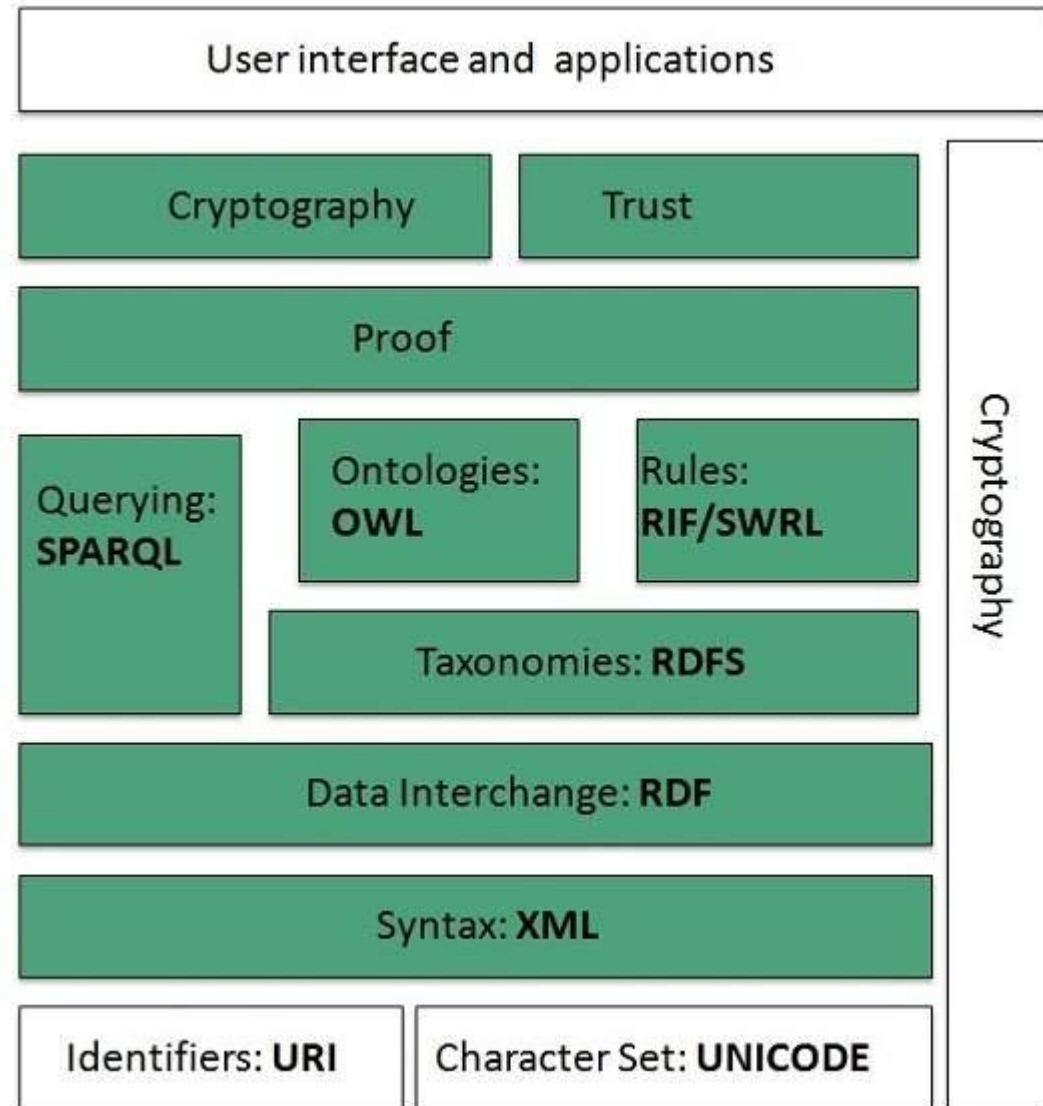 User interface and applications
Cryptography
Trust
Proof
Querying:
SPARQL
Ontologies:
OWL
Rules:
RIF/SWRL
Taxonomies: RDFS
Data Interchange: RDF
Syntax: XML
Identifiers: URI
Character Set: UNICODE
Cryptography